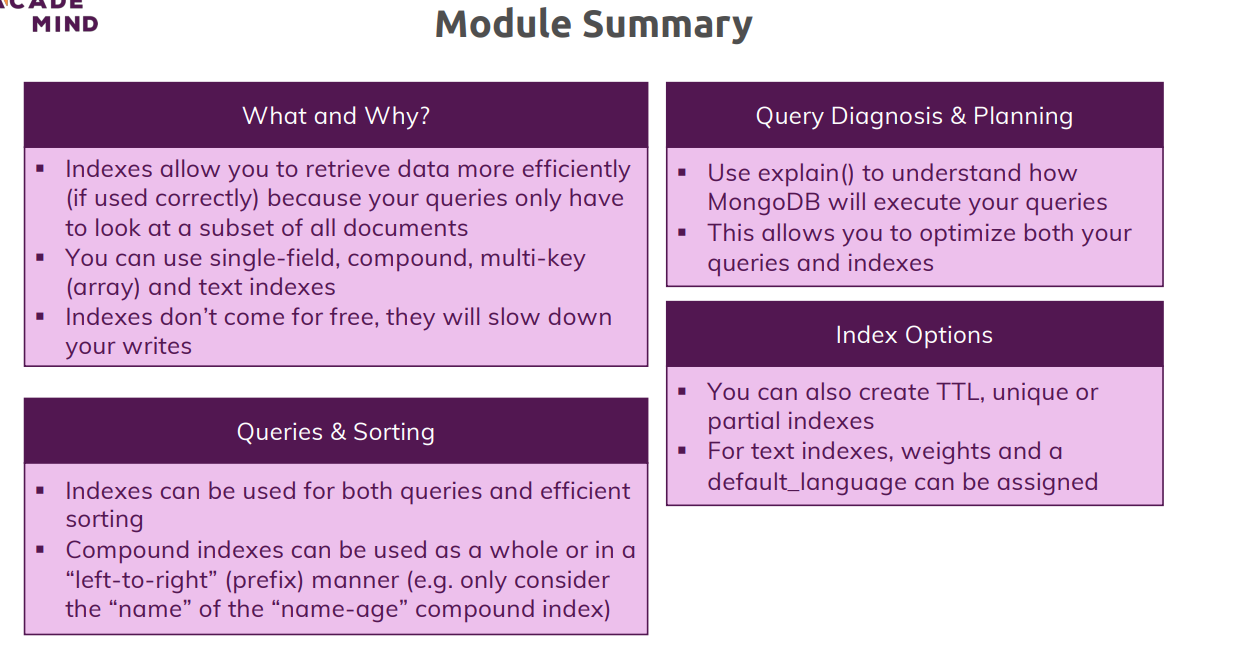 ACADE
MIND
Module Summary
What and Why?
▪ Indexes allow you to retrieve data more efficiently
(if used correctly) because your queries only have
to look at a subset of all documents
▪ You can use single-field, compound, multi-key
(array) and text indexes
▪ Indexes don’t come for free, they will slow down
your writes
Queries & Sorting
▪ Indexes can be used for both queries and efficient
sorting
▪ Compound indexes can be used as a whole or in a
“left-to-right” (prefix) manner (e.g. only consider
the “name” of the “name-age” compound index)
Query Diagnosis & Planning
▪ Use explain() to understand how
MongoDB will execute your queries
▪ This allows you to optimize both your
queries and indexes
Index Options
▪ You can also create TTL, unique or
partial indexes
▪ For text indexes, weights and a
default_language can be assigned